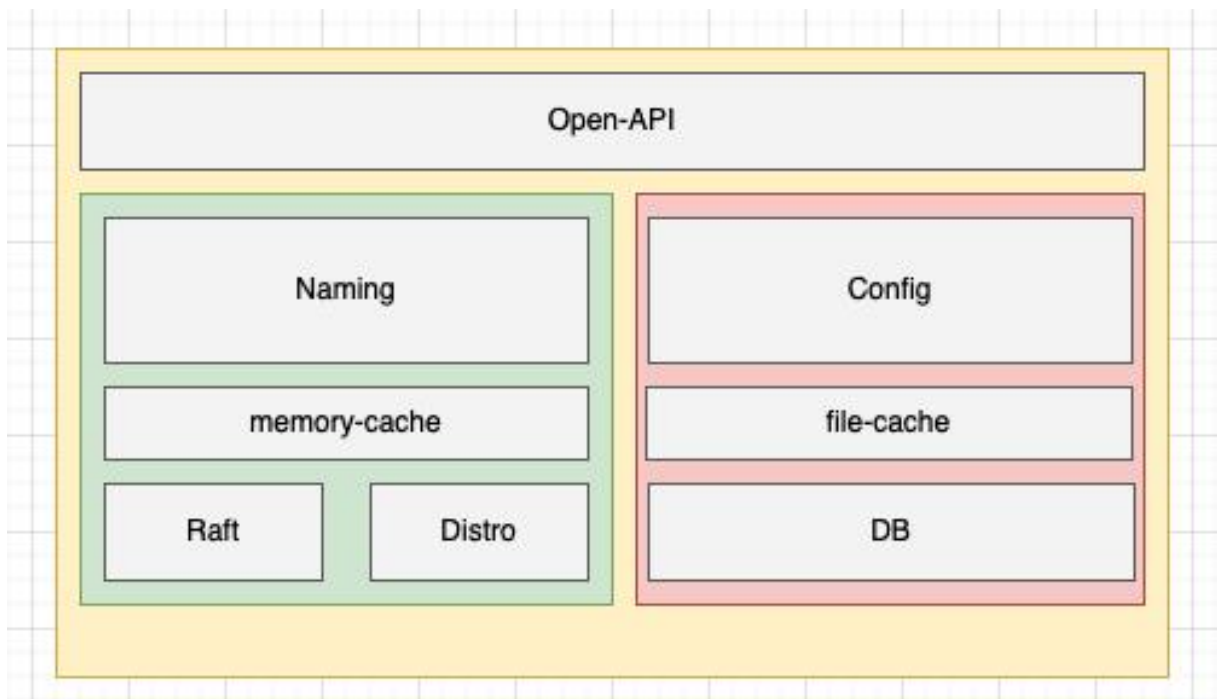 Open-API
Naming
Config
memory-cache
file-cache
Raft
Distro
DB